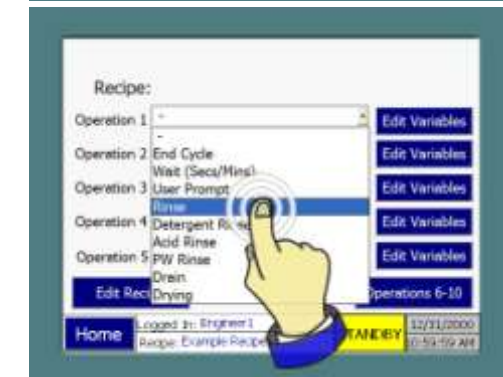 Recipe:
Operation 1 - Edit Variables
-
Operation 2 End Cycle Edit Variables
Wait (Secs/Mins)
Operation 3 User Prompt Edit Variables
Rinse
Operation 4 Detergent Edit Variables
Acid Rinse
Operation 5 PW Rinse Edit Variables
Drain
Edit Drying Operations 6-10
Home Logged In: Engineer1 STANDBY 12/31/2000
Recipe: Example Recipe 10:59:59 AM